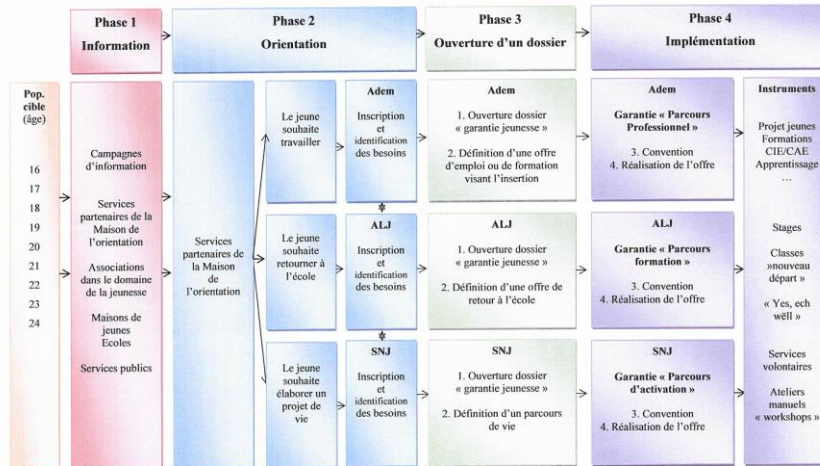 Phase 1
Information
Phase 2
Orientation
Phase 3
Ouverture d'un dossier
Phase 4
Implémentation
Pop.
cible
(âge)
16
17
18
19
20
21
22
23
24
Campagnes
d'information
Services
partenaires de la
Maison de
l'orientation
Associations
dans le domaine
de la jeunesse
Maisons de
jeunes
Ecoles
Services publics
Services
partenaires de
la Maison
de
l'orientation
Le jeune
souhaite
travailler
Adem
Inscription
et
identification
des besoins
Adem
1. Ouverture dossier
« garantie jeunesse »
2. Définition d'une offre
d'emploi ou de formation
visant l'insertion
Adem
Garantie « Parcours
Professionnel »
3. Convention
4. Réalisation de l'offre
Le jeune
souhaite
retourner à
l'école
ALJ
Inscription
et
identification
des besoins
ALJ
1. Ouverture dossier
« garantie jeunesse »
2. Définition d'une offre de
retour à l'école
ALJ
Garantie « Parcours
formation »
3. Convention
4. Réalisation de l'offre
Le jeune
souhaite
élaborer un
projet de
vie
SNJ
Inscription
et
identification
des besoins
SNJ
1. Ouverture dossier
« garantie jeunesse »
2. Définition d'un parcours
de vie
SNJ
Garantie « Parcours
d'activation »
3. Convention
4. Réalisation de l'offre
Instruments
Projet jeunes
Formations
CIE/CAE
Apprentissage
…
Stages
Classes
»nouveau
départ »
« Yes, ech
wëll »
Services
volontaires
Ateliers
manuels
« workshops »